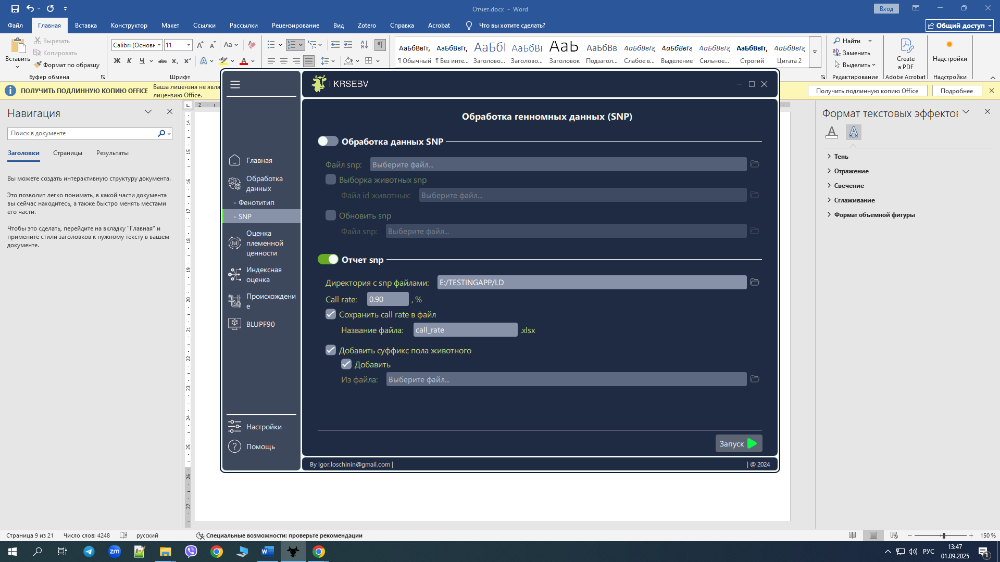 Отчет.docx - Word
Вход
Файл Главная Вставка Конструктор Макет Ссылки Рассылки Рецензирование Вид Zotero Справка Acrobat Что вы хотите сделать? Общий доступ
Вставить
Вырезать
Копировать
Формат по образцу
Буфер обмена
Calibri (Основн 11
Шрифт
АаБбВвГг, АаБбВвГг, АаБбІ АаБбВı АаЬ АаБбВв АаБбВвГг АаБбВвГг АаБбВвГг АаБбВвГг, АаБбВвГг
¶ Обычный ¶ Без инте... Заголово... Заголово... Заголовок Подзагол... Слабое в... Выделение Сильное... Строгий Цитата 2
Найти
Заменить
Выделить
Редактирование
Create
a PDF
Adobe Acrobat
Настройки
Настройки
ПОЛУЧИТЬ ПОДЛИННУЮ КОПИЮ OFFICE
Ваша лицензия не явля
лицензию Office.
Получить подлинную копию Office
Подробнее
Навигация
Поиск в документе
Заголовки Страницы Результаты
Вы можете создать интерактивную структуру документа.
Это позволит легко понимать, в какой части документа
вы сейчас находитесь, а также быстро менять местами
его части.
Чтобы это сделать, перейдите на вкладку "Главная" и
примените стили заголовков к нужному тексту в вашем
документе.
| KRSEBV
Главная
Обработка
данных
- Фенотитип
- SNP
Оценка
племенной
ценности
Индексная
оценка
Происхождени
е
BLUPF90
Настройки
Помощь
Обработка генномных данных (SNP)
Обработка данных SNP
Файл snp: Выберите файл...
Выборка животных snp
Файл id животных: Выберите файл...
Обновить snp
Файл snp: Выберите файл...
Отчет snp
Директория с snp файлами: E:/TESTINGAPP/LD
Call rate: 0.90 , %
Сохранить call rate в файл
Название файла: call_rate .xlsx
Добавить суффикс пола животного
Добавить
Из файла: Выберите файл...
Запуск
By igor.loschinin@gmail.com |
| @ 2024
Формат текстовых эффектов
Тень
Отражение
Свечение
Сглаживание
Формат объемной фигуры
Страница 9 из 21 Число слов: 4248 русский Специальные возможности: проверьте рекомендации 150 %
РУС
13:47
01.09.2025
1